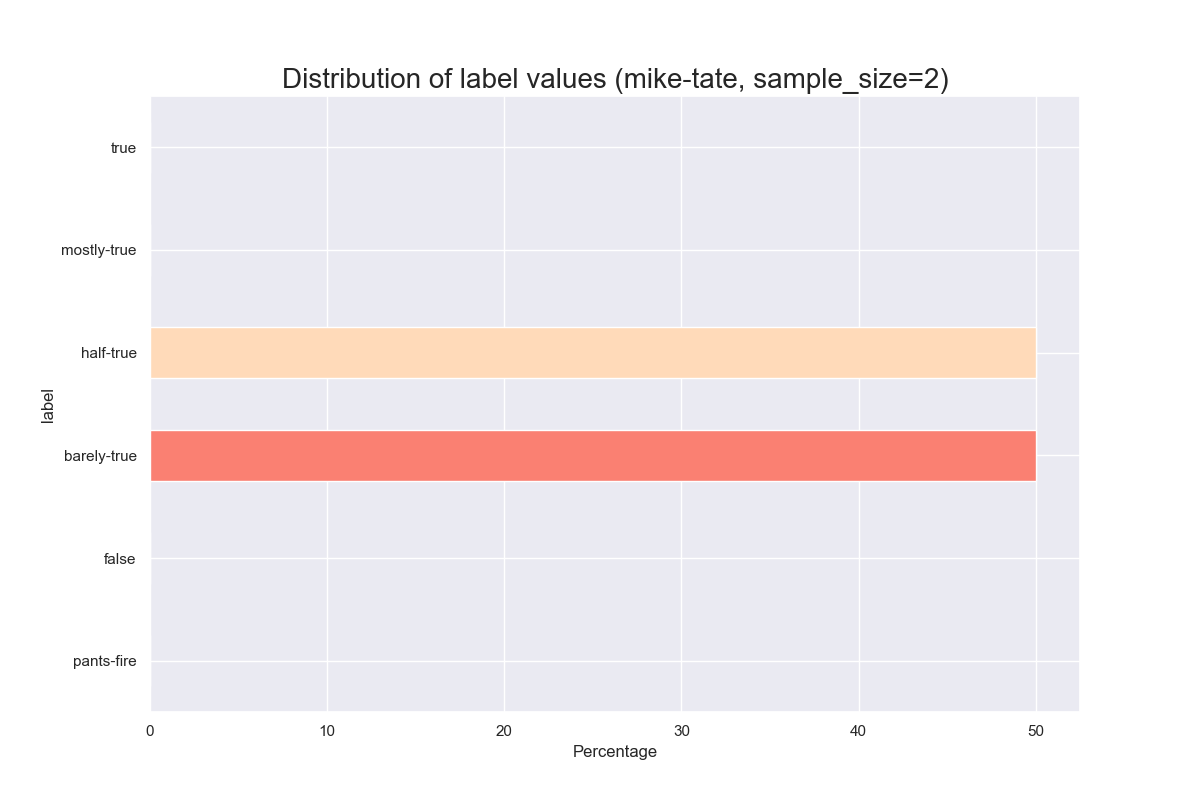 Distribution of label values (mike-tate, sample_size=2)
true
mostly-true
half-true
barely-true
false
pants-fire
label
0 10 20 30 40 50
Percentage